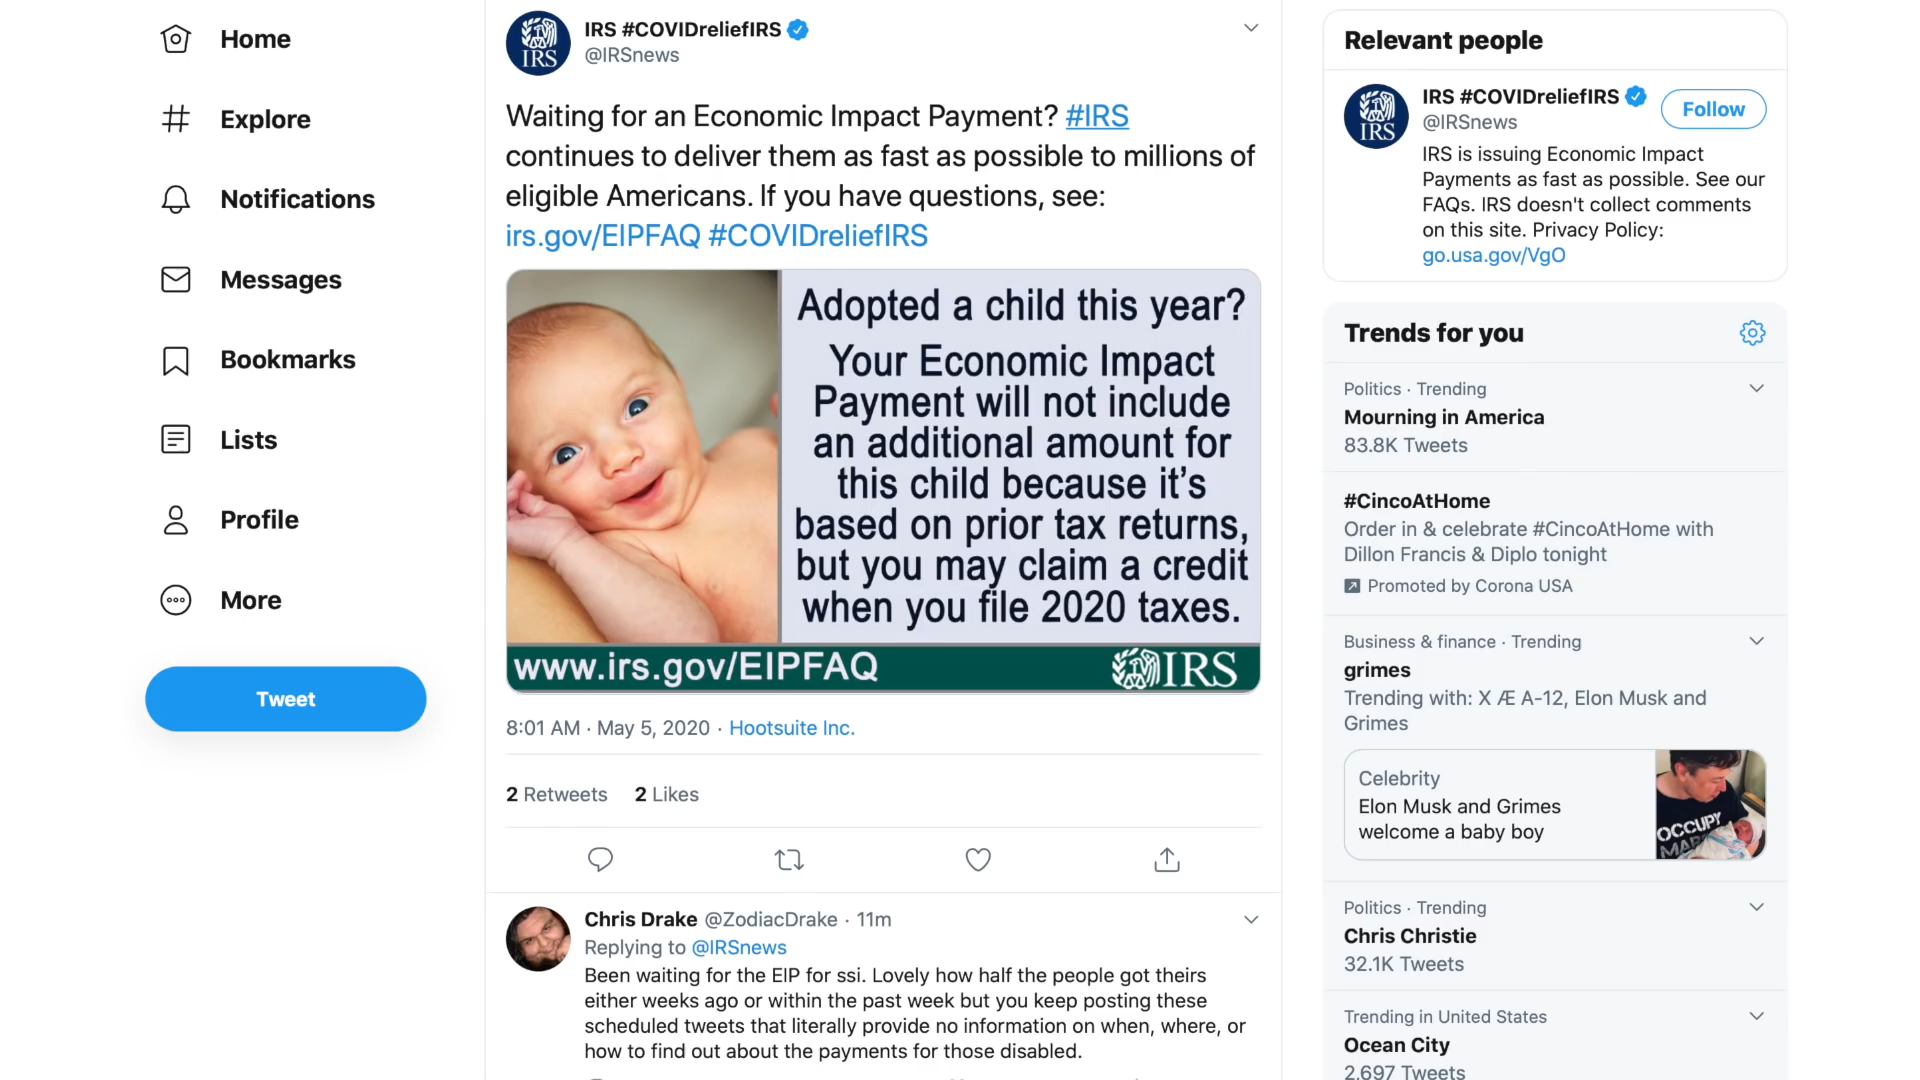 Home
Explore
Notifications
Messages
Bookmarks
Lists
Profile
More
Tweet
IRS
IRS #COVIDreliefIRS
@IRSnews
Waiting for an Economic Impact Payment? #IRS
continues to deliver them as fast as possible to millions of
eligible Americans. If you have questions, see:
irs.gov/EIPFAQ #COVIDreliefIRS
Adopted a child this year?
Your Economic Impact
Payment will not include
an additional amount for
this child because it’s
based on prior tax returns,
but you may claim a credit
when you file 2020 taxes.
www.irs.gov/EIPFAQ
IRS
8:01 AM · May 5, 2020 · Hootsuite Inc.
2 Retweets 2 Likes
Chris Drake @ZodiacDrake · 11m
Replying to @IRSnews
Been waiting for the EIP for ssi. Lovely how half the people got theirs
either weeks ago or within the past week but you keep posting these
scheduled tweets that literally provide no information on when, where, or
how to find out about the payments for those disabled.
Relevant people
IRS
IRS #COVIDreliefIRS
@IRSnews
Follow
IRS is issuing Economic Impact
Payments as fast as possible. See our
FAQs. IRS doesn't collect comments
on this site. Privacy Policy:
go.usa.gov/VgO
Trends for you
Politics · Trending
Mourning in America
83.8K Tweets
#CincoAtHome
Order in & celebrate #CincoAtHome with
Dillon Francis & Diplo tonight
Promoted by Corona USA
Business & finance · Trending
grimes
Trending with: X Æ A-12, Elon Musk and
Grimes
Celebrity
Elon Musk and Grimes
welcome a baby boy
OCCUPY
MARS
Politics · Trending
Chris Christie
32.1K Tweets
Trending in United States
Ocean City
2,697 Tweets